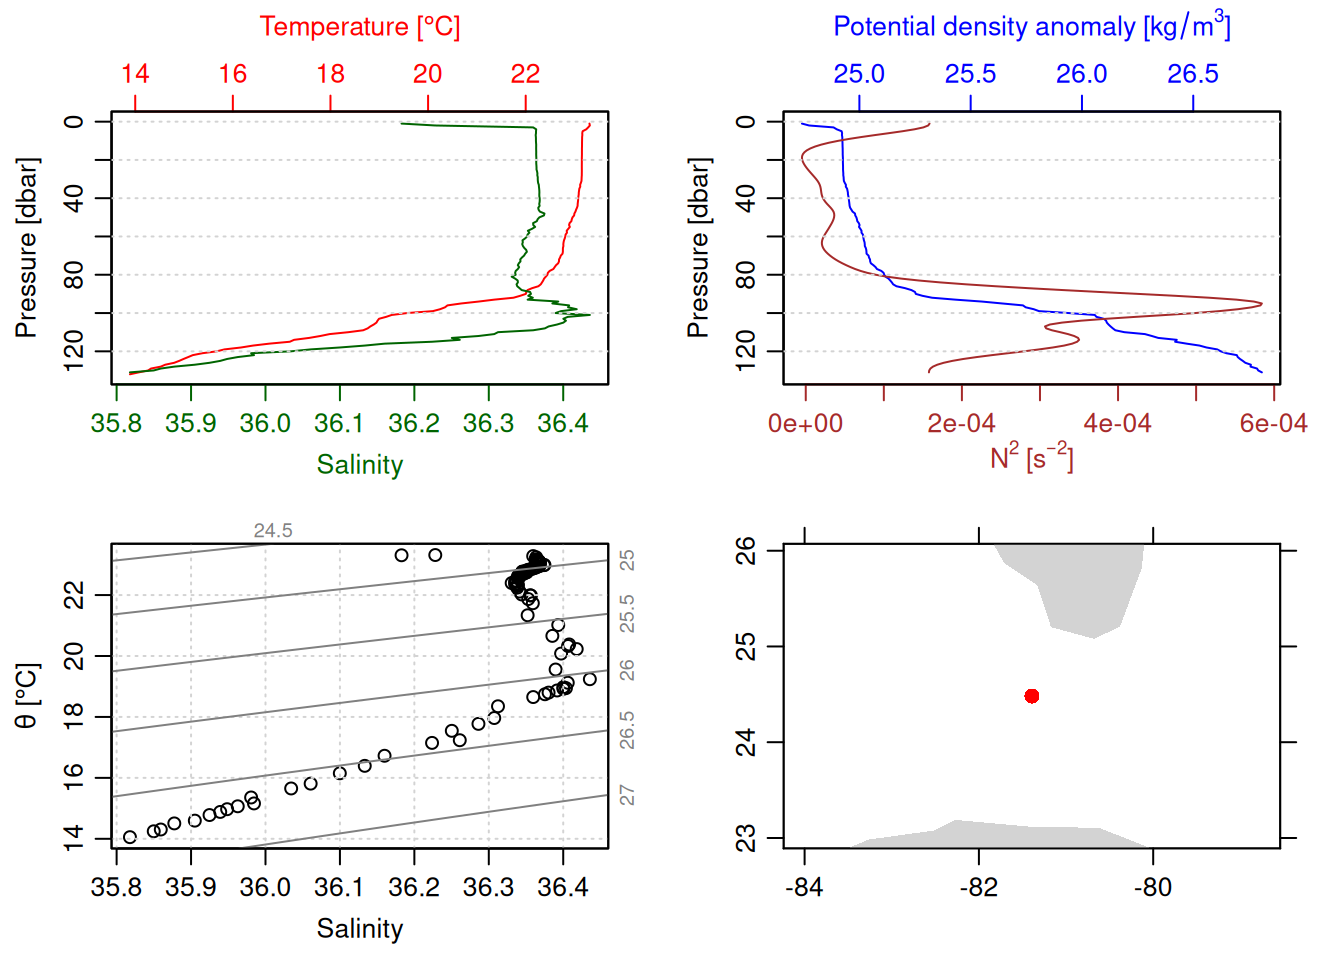 Temperature [°C]
14 16 18 20 22
0
40
80
120
Pressure [dbar]
35.8 35.9 36.0 36.1 36.2 36.3 36.4
Salinity
Potential density anomaly [kg/m³]
25.0 25.5 26.0 26.5
0
40
80
120
Pressure [dbar]
0e+00 2e-04 4e-04 6e-04
N² [s⁻²]
24.5
25
25.5
26
26.5
27
22
20
18
16
14
θ [°C]
35.8 35.9 36.0 36.1 36.2 36.3 36.4
Salinity
26
25
24
23
-84 -82 -80